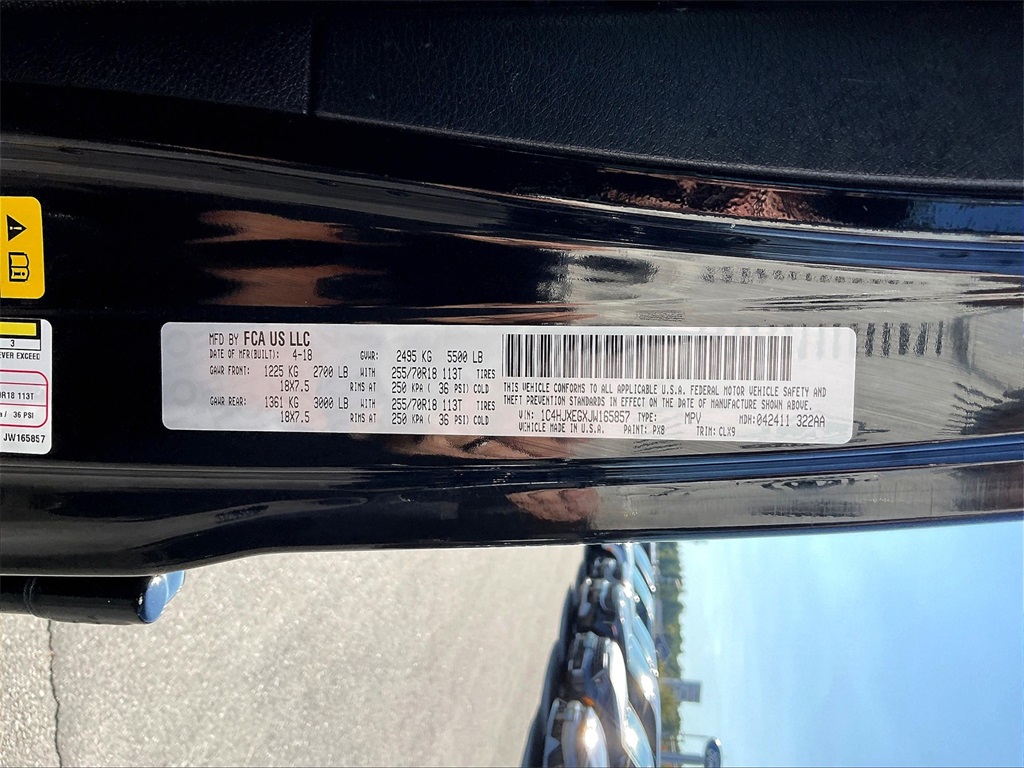 3
EVER EXCEED
0R18 113T
a / 36 PSI
JW165857
MFD BY FCA US LLC
DATE OF MFR(BUILT): 4-18 GVWR: 2495 KG 5500 LB
GAWR FRONT: 1225 KG 2700 LB WITH 255/70R18 113T TIRES
18X7.5 RIMS AT 250 KPA ( 36 PSI) COLD
GAWR REAR: 1361 KG 3000 LB WITH 255/70R18 113T TIRES
18X7.5 RIMS AT 250 KPA ( 36 PSI) COLD
THIS VEHICLE CONFORMS TO ALL APPLICABLE U.S.A. FEDERAL MOTOR VEHICLE SAFETY AND
THEFT PREVENTION STANDARDS IN EFFECT ON THE DATE OF MANUFACTURE SHOWN ABOVE.
VIN: 1C4HJXEGXJW165857 TYPE: MPV MDH: 042411 322AA
VEHICLE MADE IN U.S.A. PAINT: PX8 TRIM: CLX9